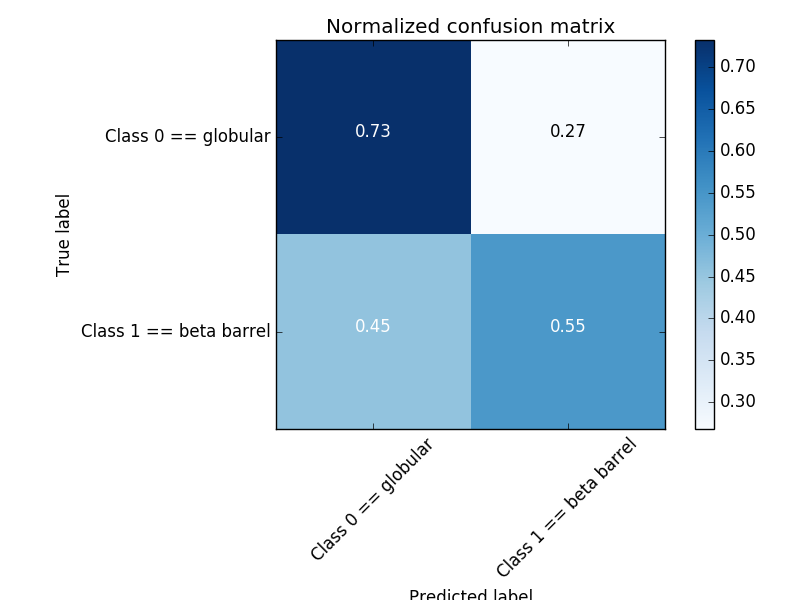 Normalized confusion matrix
True label
Class 0 == globular
0.73
0.27
Class 1 == beta barrel
0.45
0.55
Class 0 == globular
Class 1 == beta barrel
Predicted label
0.70
0.65
0.60
0.55
0.50
0.45
0.40
0.35
0.30